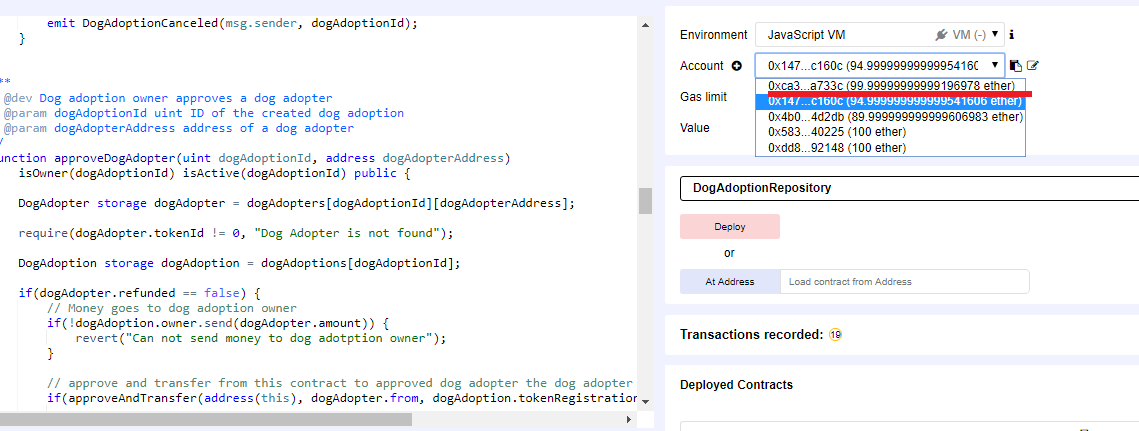 emit DogAdoptionCanceled(msg.sender, dogAdoptionId);
}
**
@dev Dog adoption owner approves a dog adopter
@param dogAdoptionId uint ID of the created dog adoption
@param dogAdopterAddress address of a dog adopter
/
unction approveDogAdopter(uint dogAdoptionId, address dogAdopterAddress)
isOwner(dogAdoptionId) isActive(dogAdoptionId) public {
DogAdopter storage dogAdopter = dogAdopters[dogAdoptionId][dogAdopterAddress];
require(dogAdopter.tokenId != 0, "Dog Adopter is not found");
DogAdoption storage dogAdoption = dogAdoptions[dogAdoptionId];
if(dogAdopter.refunded == false) {
// Money goes to dog adoption owner
if(!dogAdoption.owner.send(dogAdopter.amount)) {
revert("Can not send money to dog adotption owner");
}
// approve and transfer from this contract to approved dog adopter the dog adopter
if(approveAndTransfer(address(this), dogAdopter.from, dogAdoption.tokenRegistration
Environment JavaScript VM VM (-) i
Account 0x147...c160c (94.99999999999954160
0xca3...a733c (99.99999999999196978 ether)
0x147...c160c (94.999999999999541606 ether)
0x4b0...4d2db (89.999999999999606983 ether)
0x583...40225 (100 ether)
0xdd8...92148 (100 ether)
Gas limit
Value
DogAdoptionRepository
Deploy
or
At Address Load contract from Address
Transactions recorded: 19
Deployed Contracts